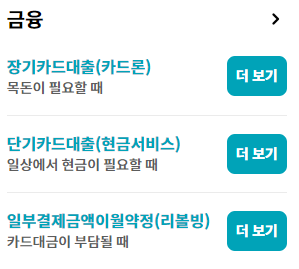 금융
장기카드대출(카드론)
목돈이 필요할 때
더 보기
단기카드대출(현금서비스)
일상에서 현금이 필요할 때
더 보기
일부결제금액이월약정(리볼빙)
카드대금이 부담될 때
더 보기